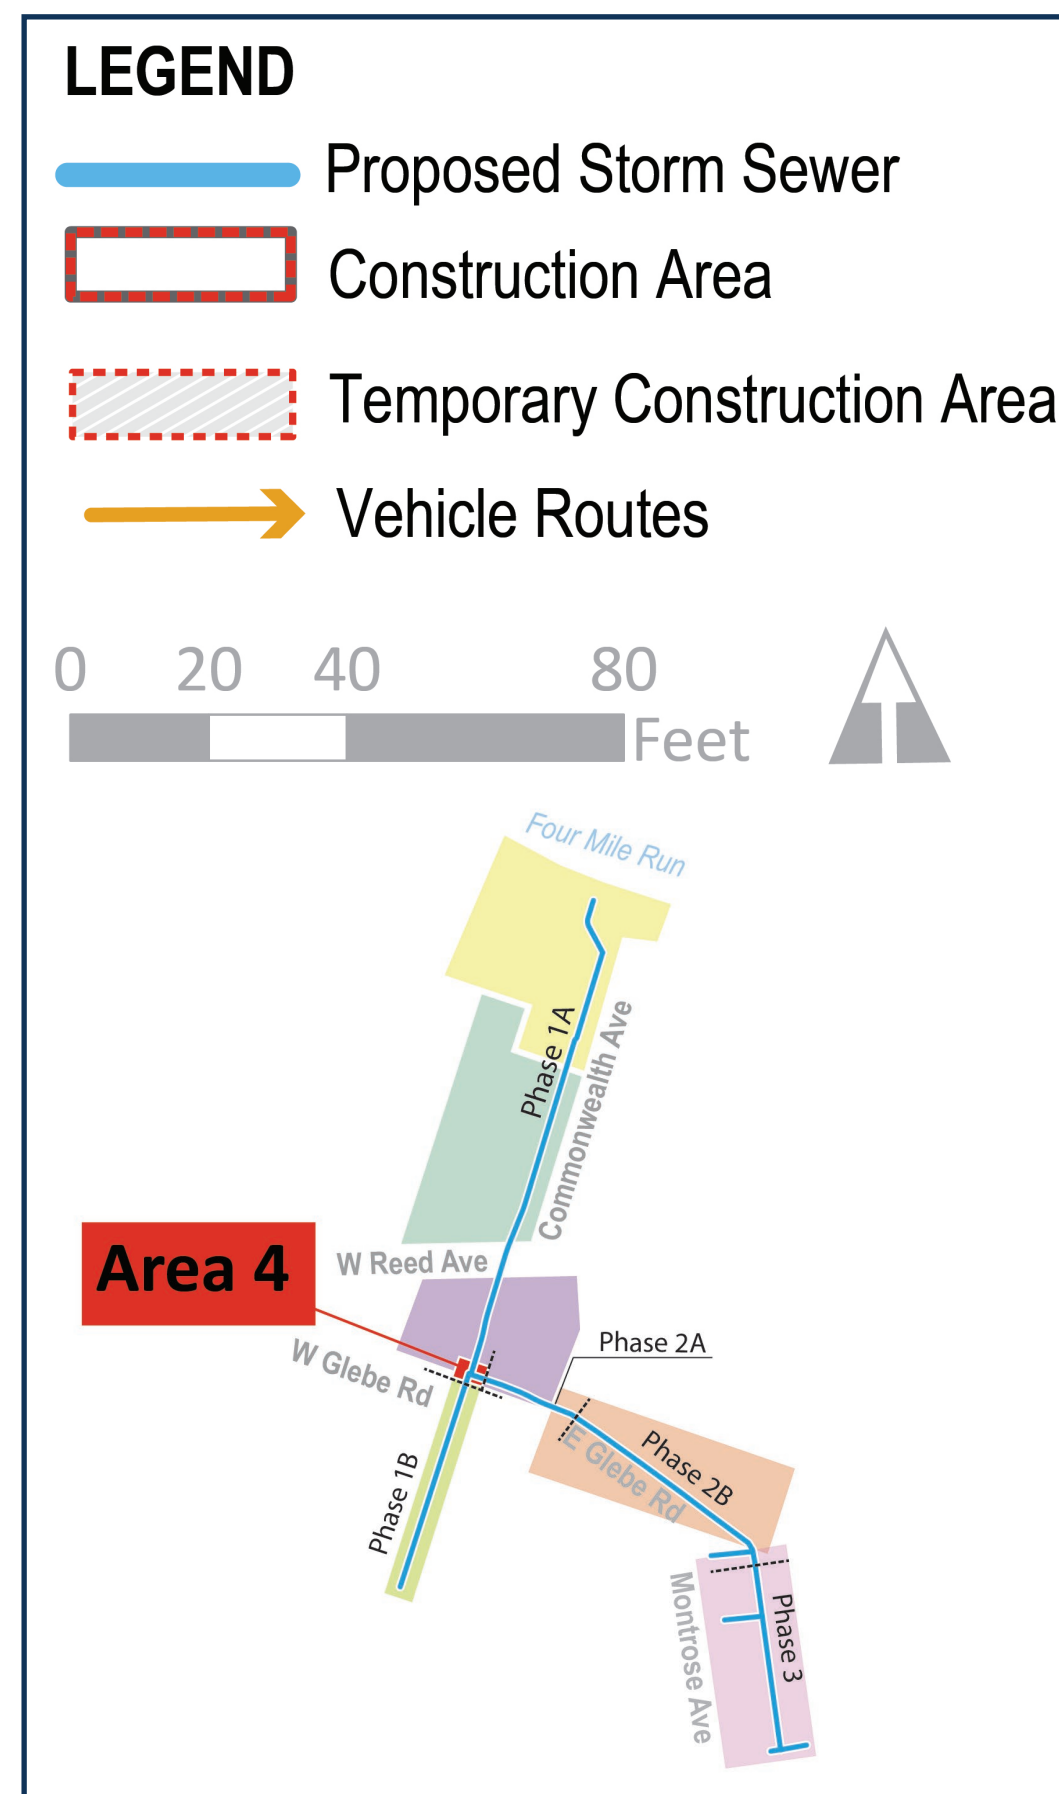 LEGEND
Proposed Storm Sewer
Construction Area
Temporary Construction Area
Vehicle Routes
0 20 40 80
Feet
Four Mile Run
Phase 1A
Commonwealth Ave
W Reed Ave
Area 4
W Glebe Rd
Phase 2A
Phase 1B
E Glebe Rd
Phase 2B
Montrose Ave
Phase 3